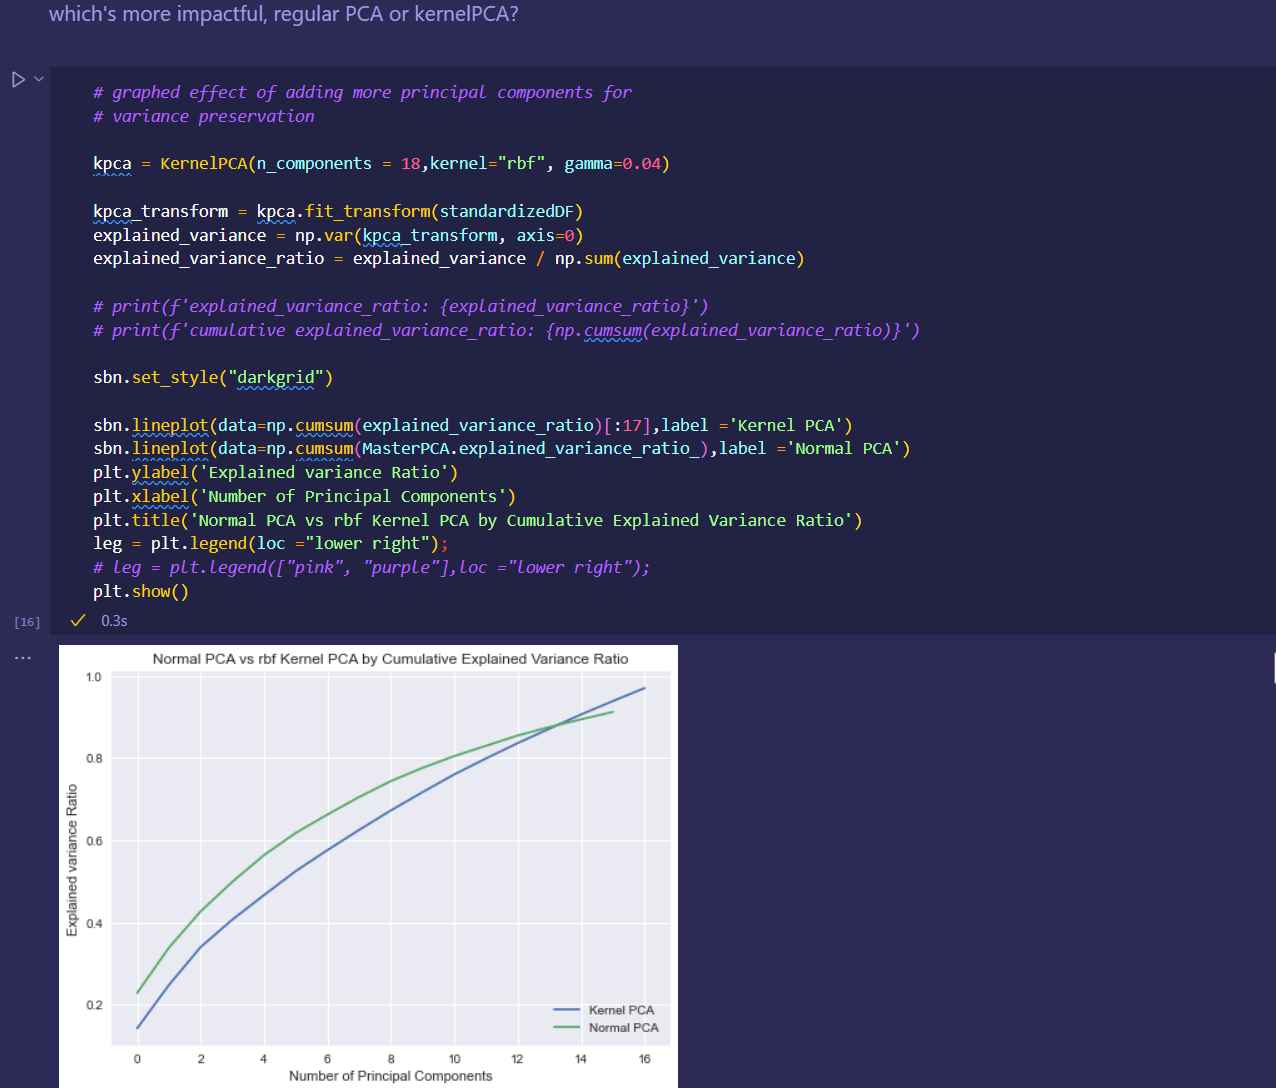 which's more impactful, regular PCA or kernelPCA?
# graphed effect of adding more principal components for
# variance preservation
kpca = KernelPCA(n_components = 18,kernel="rbf", gamma=0.04)
kpca_transform = kpca.fit_transform(standardizedDF)
explained_variance = np.var(kpca_transform, axis=0)
explained_variance_ratio = explained_variance / np.sum(explained_variance)
# print(f'explained_variance_ratio: {explained_variance_ratio}')
# print(f'cumulative explained_variance_ratio: {np.cumsum(explained_variance_ratio)}')
sbn.set_style("darkgrid")
sbn.lineplot(data=np.cumsum(explained_variance_ratio)[:17],label ='Kernel PCA')
sbn.lineplot(data=np.cumsum(MasterPCA.explained_variance_ratio_),label ='Normal PCA')
plt.ylabel('Explained variance Ratio')
plt.xlabel('Number of Principal Components')
plt.title('Normal PCA vs rbf Kernel PCA by Cumulative Explained Variance Ratio')
leg = plt.legend(loc ="lower right");
# leg = plt.legend(["pink", "purple"],loc ="lower right");
plt.show()
[16]
0.3s
...
Normal PCA vs rbf Kernel PCA by Cumulative Explained Variance Ratio
1.0
0.8
0.6
0.4
0.2
Explained variance Ratio
Kernel PCA
Normal PCA
0 2 4 6 8 10 12 14 16
Number of Principal Components